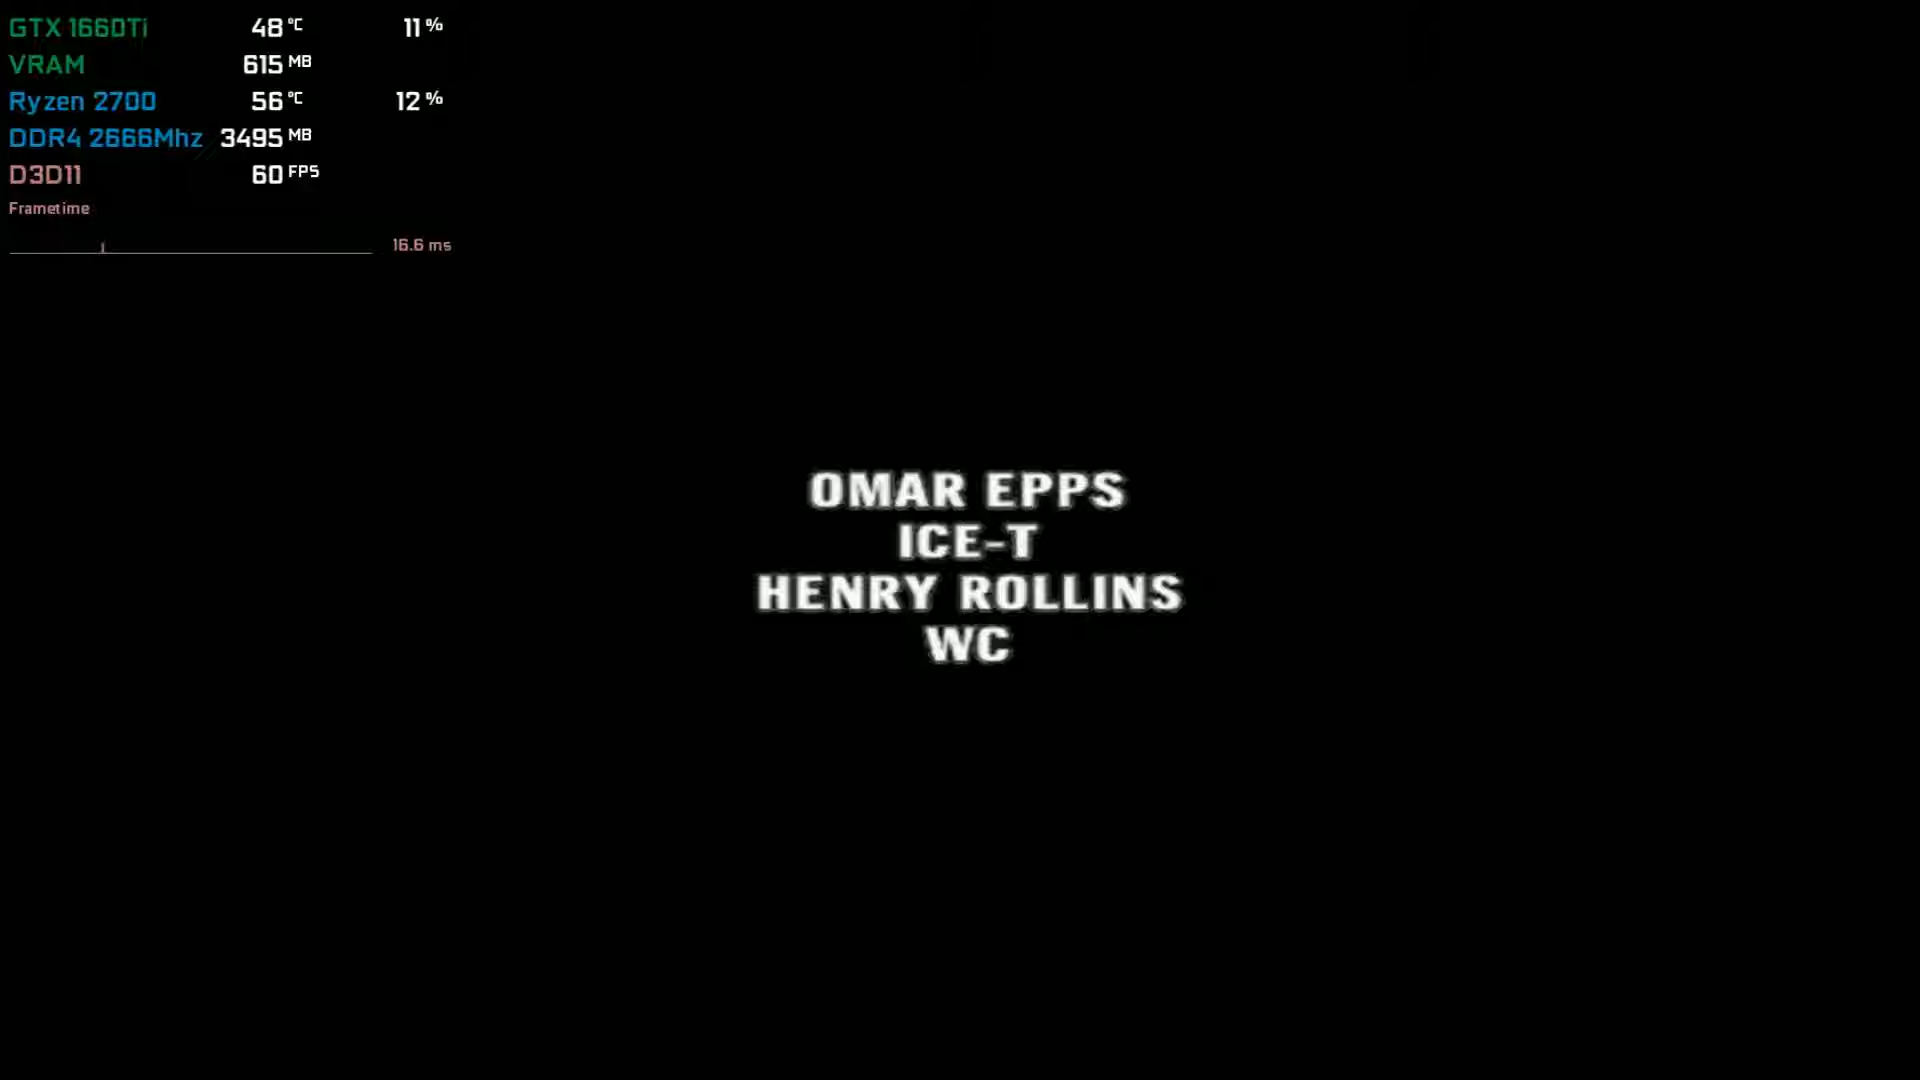 GTX 1660Ti 48 °C 11 %
VRAM 615 MB
Ryzen 2700 56 °C 12 %
DDR4 2666Mhz 3495 MB
D3D11 60 FPS
Frametime
16.6 ms
OMAR EPPS
ICE-T
HENRY ROLLINS
WC